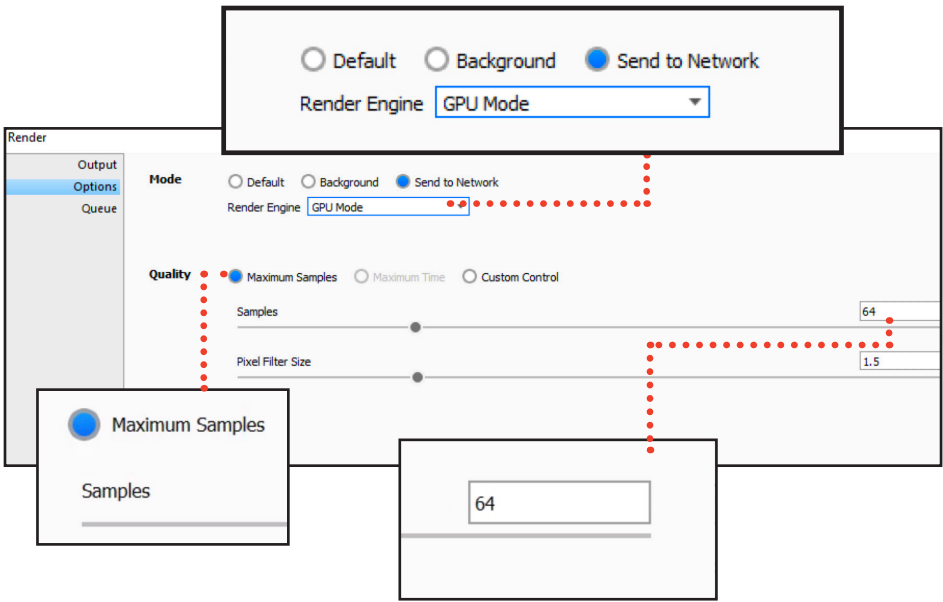 Default Background Send to Network
Render Engine GPU Mode
Render
Output
Options
Queue
Mode Default Background Send to Network
Render Engine GPU Mode
Quality Maximum Samples Maximum Time Custom Control
Samples 64
Pixel Filter Size 1.5
Maximum Samples
Samples
64